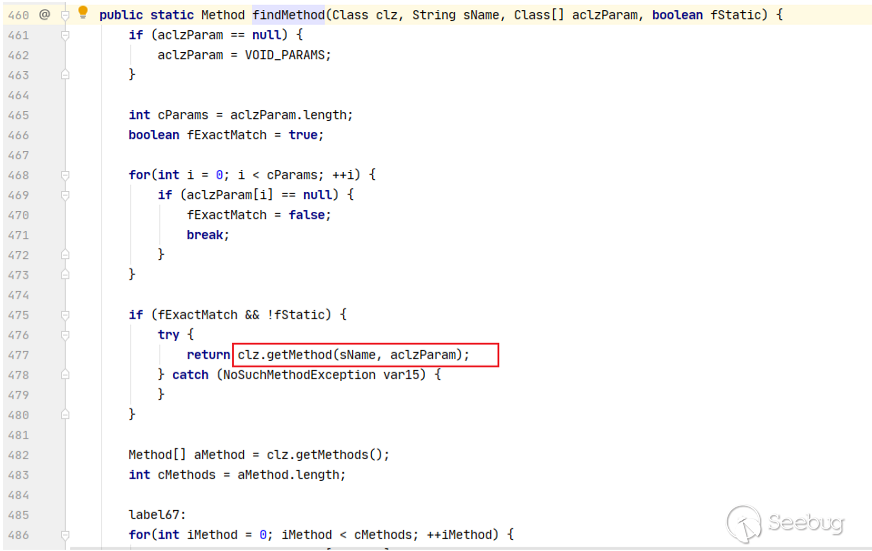 460 @ public static Method findMethod(Class clz, String sName, Class[] aclzParam, boolean fStatic) {
461 if (aclzParam == null) {
462 aclzParam = VOID_PARAMS;
463 }
464
465 int cParams = aclzParam.length;
466 boolean fExactMatch = true;
467
468 for(int i = 0; i < cParams; ++i) {
469 if (aclzParam[i] == null) {
470 fExactMatch = false;
471 break;
472 }
473 }
474
475 if (fExactMatch && !fStatic) {
476 try {
477 return clz.getMethod(sName, aclzParam);
478 } catch (NoSuchMethodException var15) {
479 }
480 }
481
482 Method[] aMethod = clz.getMethods();
483 int cMethods = aMethod.length;
484
485 label67:
486 for(int iMethod = 0; iMethod < cMethods; ++iMethod) {
Seebug